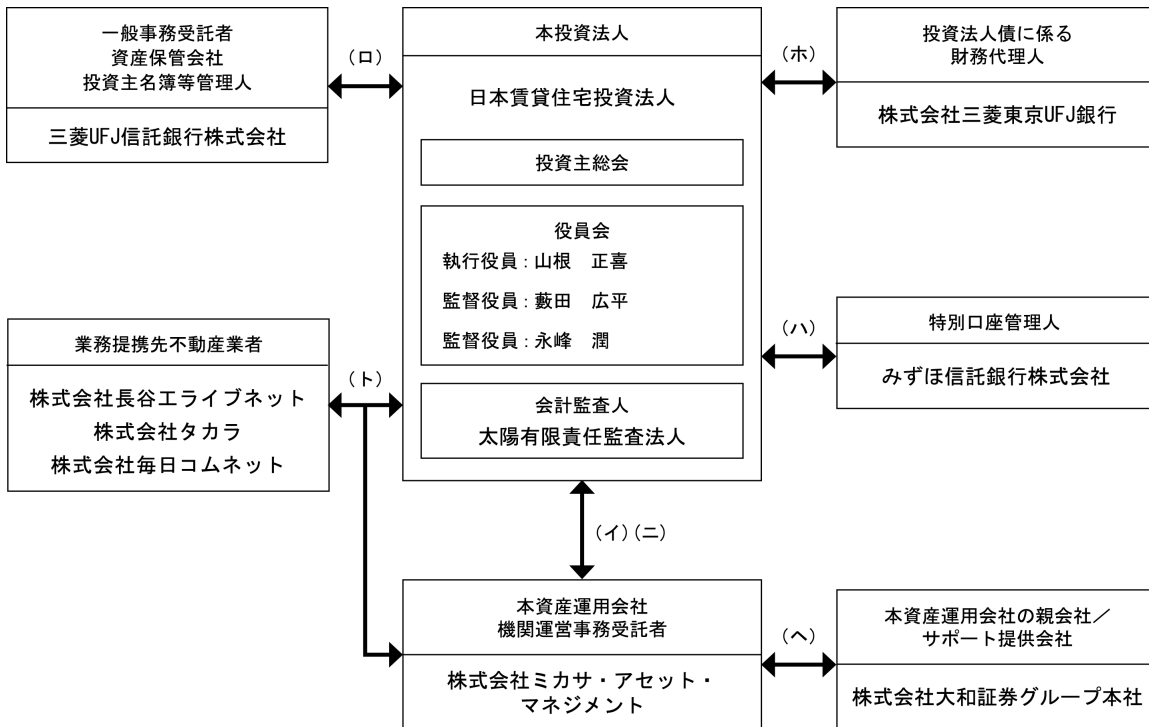 一般事務受託者
資産保管会社
投資主名簿等管理人
三菱UFJ信託銀行株式会社
(ロ)
本投資法人
日本賃貸住宅投資法人
投資主総会
役員会
執行役員:山根 正喜
監督役員:藪田 広平
監督役員:永峰 潤
会計監査人
太陽有限責任監査法人
(ホ)
投資法人債に係る
財務代理人
株式会社三菱東京UFJ銀行
(ハ)
特別口座管理人
みずほ信託銀行株式会社
業務提携先不動産業者
株式会社長谷工ライブネット
株式会社タカラ
株式会社毎日コムネット
(ト)
(イ)(ニ)
本資産運用会社
機関運営事務受託者
株式会社ミカサ・アセット・
マネジメント
(ヘ)
本資産運用会社の親会社/
サポート提供会社
株式会社大和証券グループ本社